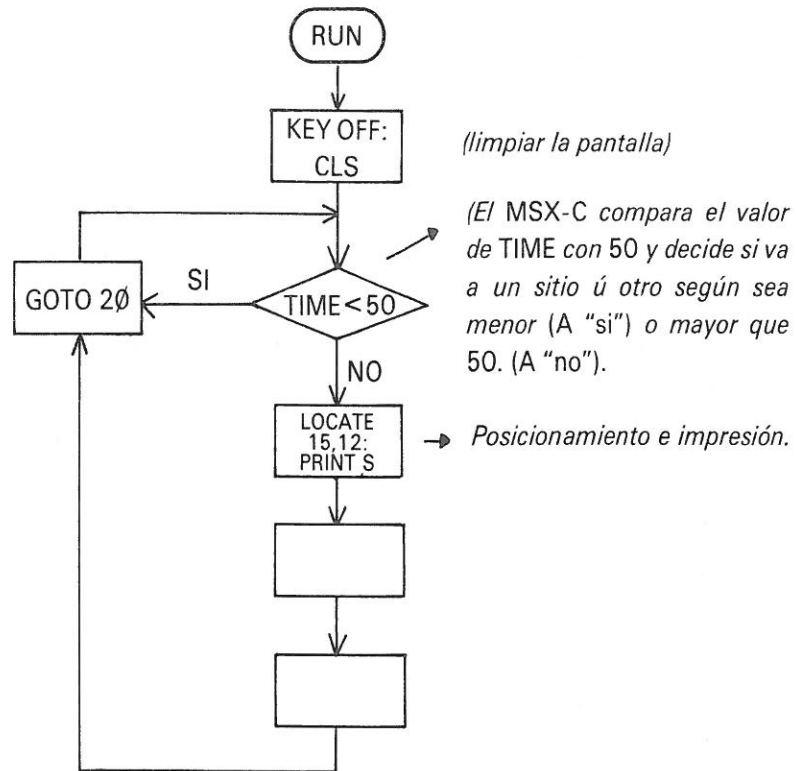 RUN
KEY OFF:
CLS
(limpiar la pantalla)
(El MSX-C compara el valor
de TIME con 50 y decide si va
a un sitio ú otro según sea
menor (A “si”) o mayor que
50. (A “no”).
GOTO 2Ø
SI
TIME<50
NO
LOCATE
15,12:
PRINT S
Posicionamiento e impresión.